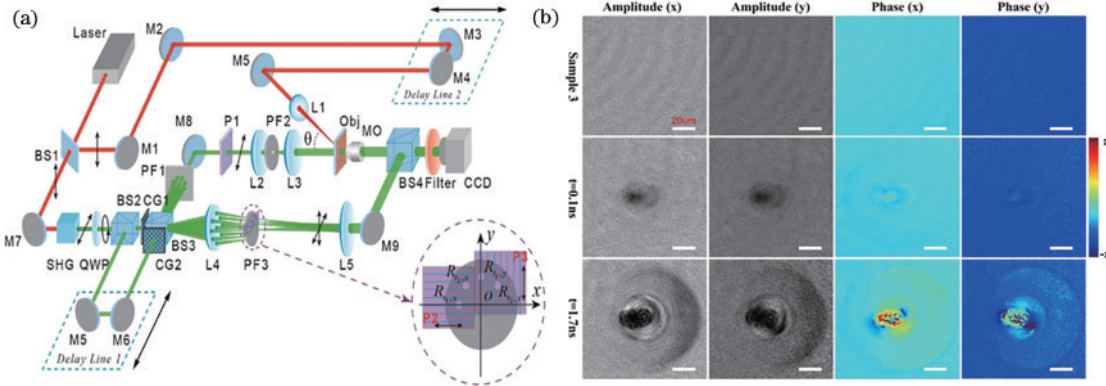 (a)
Laser
M2
M3
M5
M4
Delay Line 2
L1
M8
P1
PF2
θ
Obj
MO
M1
BS1
PF1
L2
L3
BS4
Filter
CCD
BS2
CG1
M7
BS3
L4
PF3
L5
M9
SHG
QWP
CG2
M5
M6
Delay Line 1
y
P3
x
O
P2
(b)
Amplitude (x)
Amplitude (y)
Phase (x)
Phase (y)
Sample 3
20um
t=0.1ns
t=1.7ns